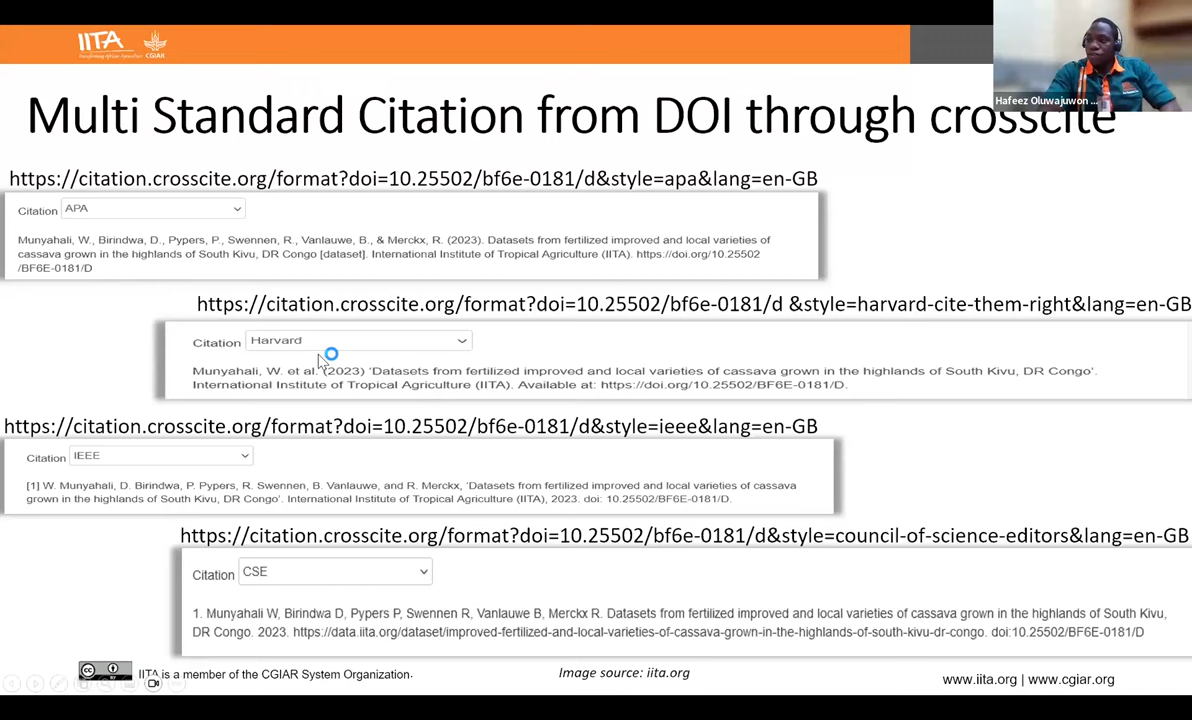 IITA
Transforming African Agriculture
CGIAR
Hafeez Oluwajuwon ...
Multi Standard Citation from DOI through crosscite
https://citation.crosscite.org/format?doi=10.25502/bf6e-0181/d&style=apa&lang=en-GB
Citation APA
Munyahali, W., Birindwa, D., Pypers, P., Swennen, R., Vanlauwe, B., & Merckx, R. (2023). Datasets from fertilized improved and local varieties of
cassava grown in the highlands of South Kivu, DR Congo [dataset]. International Institute of Tropical Agriculture (IITA). https://doi.org/10.25502
/BF6E-0181/D
https://citation.crosscite.org/format?doi=10.25502/bf6e-0181/d &style=harvard-cite-them-right&lang=en-GB
Citation Harvard
Munyahali, W. et al. (2023) ‘Datasets from fertilized improved and local varieties of cassava grown in the highlands of South Kivu, DR Congo’.
International Institute of Tropical Agriculture (IITA). Available at: https://doi.org/10.25502/BF6E-0181/D.
https://citation.crosscite.org/format?doi=10.25502/bf6e-0181/d&style=ieee&lang=en-GB
Citation IEEE
[1] W. Munyahali, D. Birindwa, P. Pypers, R. Swennen, B. Vanlauwe, and R. Merckx, ‘Datasets from fertilized improved and local varieties of cassava
grown in the highlands of South Kivu, DR Congo’. International Institute of Tropical Agriculture (IITA), 2023. doi: 10.25502/BF6E-0181/D.
https://citation.crosscite.org/format?doi=10.25502/bf6e-0181/d&style=council-of-science-editors&lang=en-GB
Citation CSE
1. Munyahali W, Birindwa D, Pypers P, Swennen R, Vanlauwe B, Merckx R. Datasets from fertilized improved and local varieties of cassava grown in the highlands of South Kivu,
DR Congo. 2023. https://data.iita.org/dataset/improved-fertilized-and-local-varieties-of-cassava-grown-in-the-highlands-of-south-kivu-dr-congo. doi:10.25502/BF6E-0181/D
cc BY
IITA is a member of the CGIAR System Organization.
Image source: iita.org
www.iita.org | www.cgiar.org